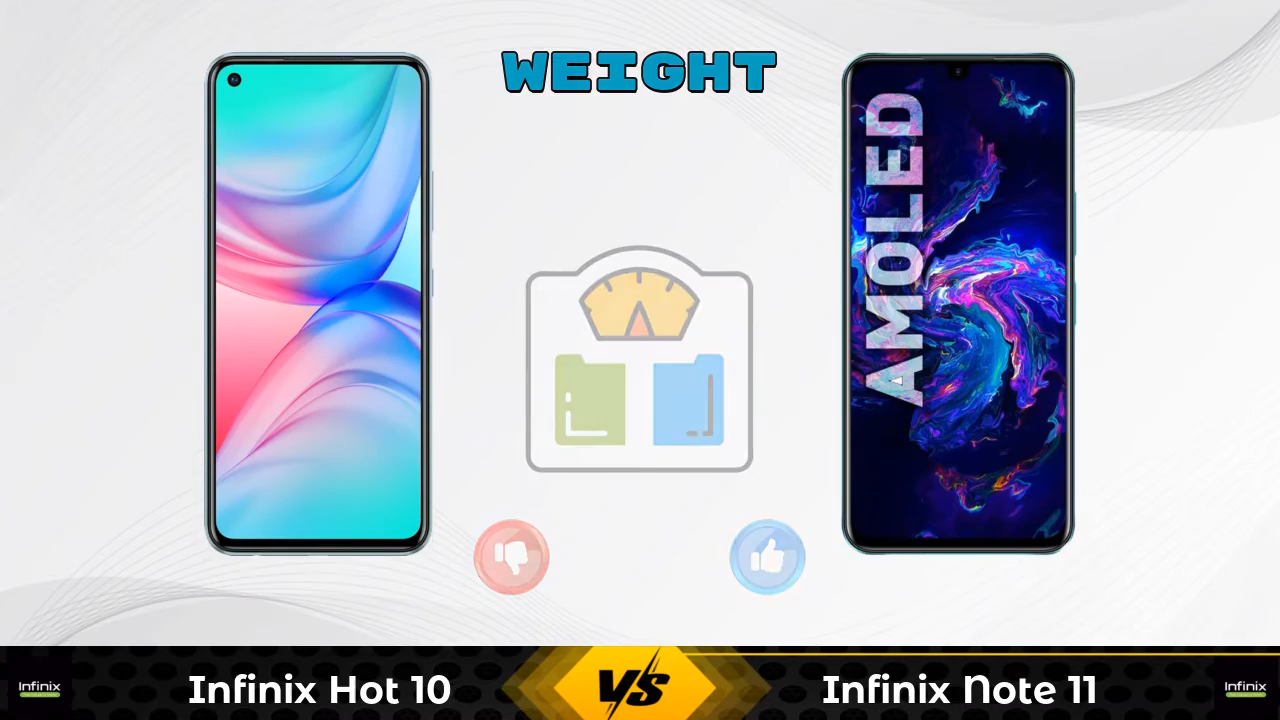 WEIGHT
AMOLED
Infinix
Infinix Hot 10
VS
Infinix Note 11
Infinix